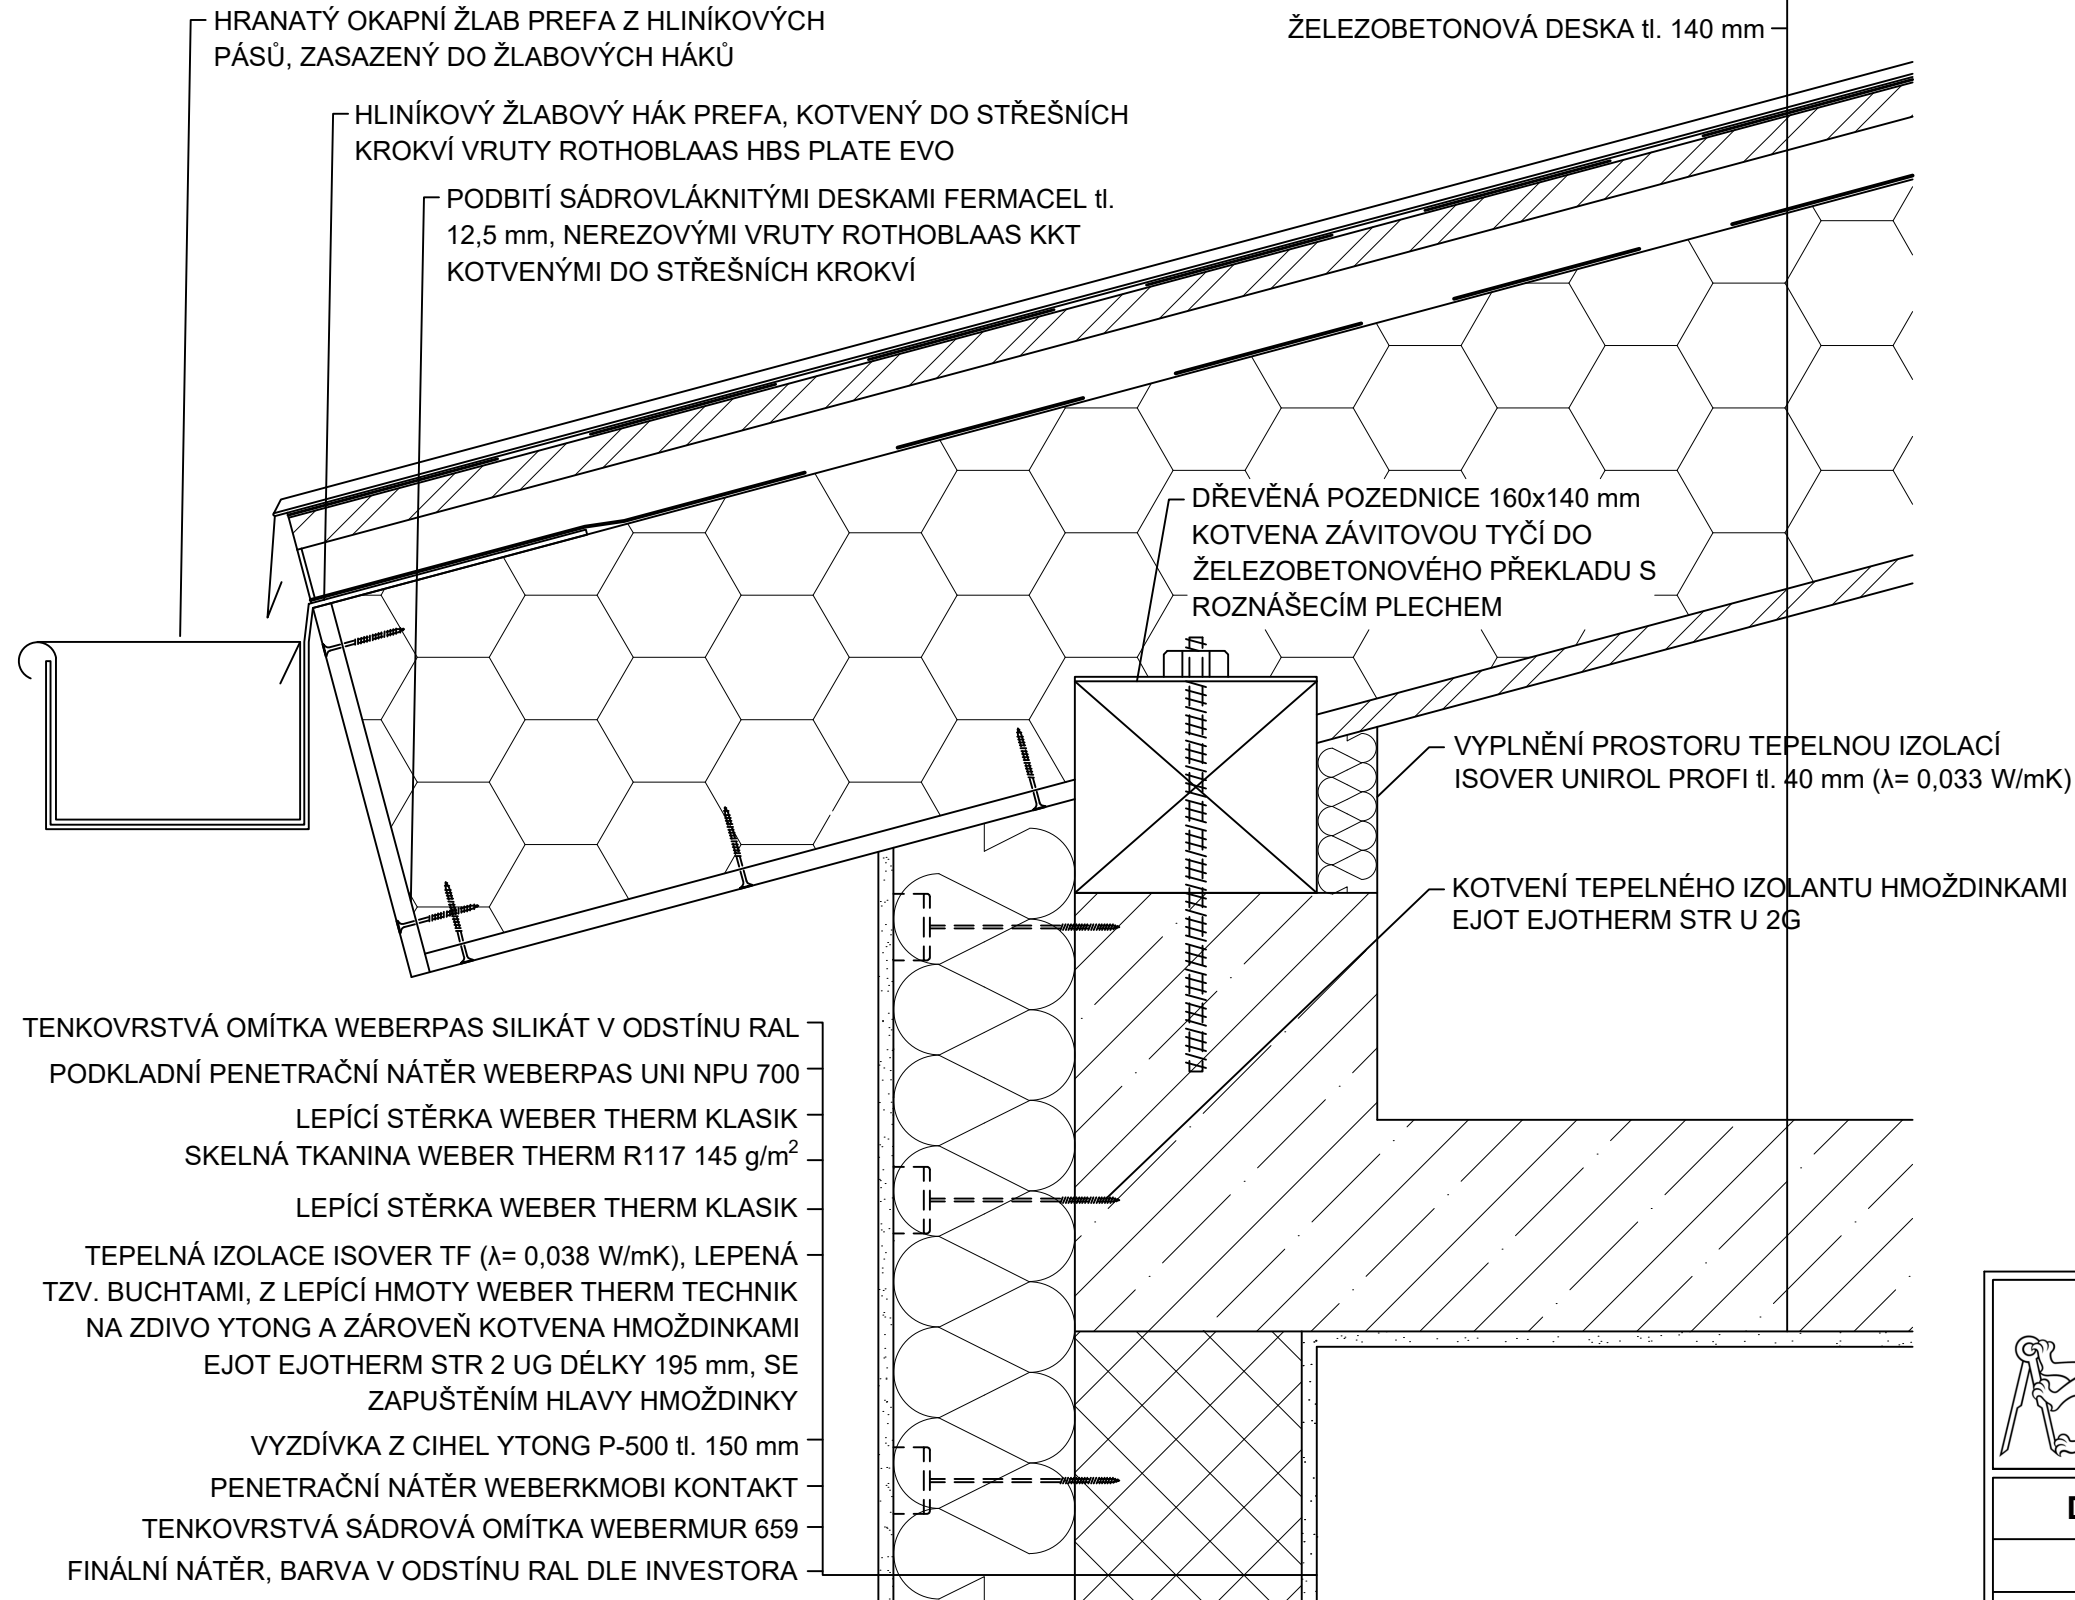 HRANATÝ OKAPNÍ ŽLAB PREFA Z HLINÍKOVÝCH
PÁSŮ, ZASAZENÝ DO ŽLABOVÝCH HÁKŮ
ŽELEZOBETONOVÁ DESKA tl. 140 mm
HLINÍKOVÝ ŽLABOVÝ HÁK PREFA, KOTVENÝ DO STŘEŠNÍCH
KROKVÍ VRUTY ROTHOBLAAS HBS PLATE EVO
PODBITÍ SÁDROVLÁKNITÝMI DESKAMI FERMACEL tl.
12,5 mm, NEREZOVÝMI VRUTY ROTHOBLAAS KKT
KOTVENÝMI DO STŘEŠNÍCH KROKVÍ
DŘEVĚNÁ POZEDNICE 160x140 mm
KOTVENA ZÁVITOVOU TYČÍ DO
ŽELEZOBETONOVÉHO PŘEKLADU S
ROZNÁŠECÍM PLECHEM
VYPLNĚNÍ PROSTORU TEPELNOU IZOLACÍ
ISOVER UNIROL PROFI tl. 40 mm (λ= 0,033 W/mK)
KOTVENÍ TEPELNÉHO IZOLANTU HMOŽDINKAMI
EJOT EJOTHERM STR U 2G
TENKOVRSTVÁ OMÍTKA WEBERPAS SILIKÁT V ODSTÍNU RAL
PODKLADNÍ PENETRAČNÍ NÁTĚR WEBERPAS UNI NPU 700
LEPÍCÍ STĚRKA WEBER THERM KLASIK
SKELNÁ TKANINA WEBER THERM R117 145 g/m²
LEPÍCÍ STĚRKA WEBER THERM KLASIK
TEPELNÁ IZOLACE ISOVER TF (λ= 0,038 W/mK), LEPENÁ
TZV. BUCHTAMI, Z LEPÍCÍ HMOTY WEBER THERM TECHNIK
NA ZDIVO YTONG A ZÁROVEŇ KOTVENA HMOŽDINKAMI
EJOT EJOTHERM STR 2 UG DÉLKY 195 mm, SE
ZAPUŠTĚNÍM HLAVY HMOŽDINKY
VYZDÍVKA Z CIHEL YTONG P-500 tl. 150 mm
PENETRAČNÍ NÁTĚR WEBERKMOBI KONTAKT
TENKOVRSTVÁ SÁDROVÁ OMÍTKA WEBERMUR 659
FINÁLNÍ NÁTĚR, BARVA V ODSTÍNU RAL DLE INVESTORA